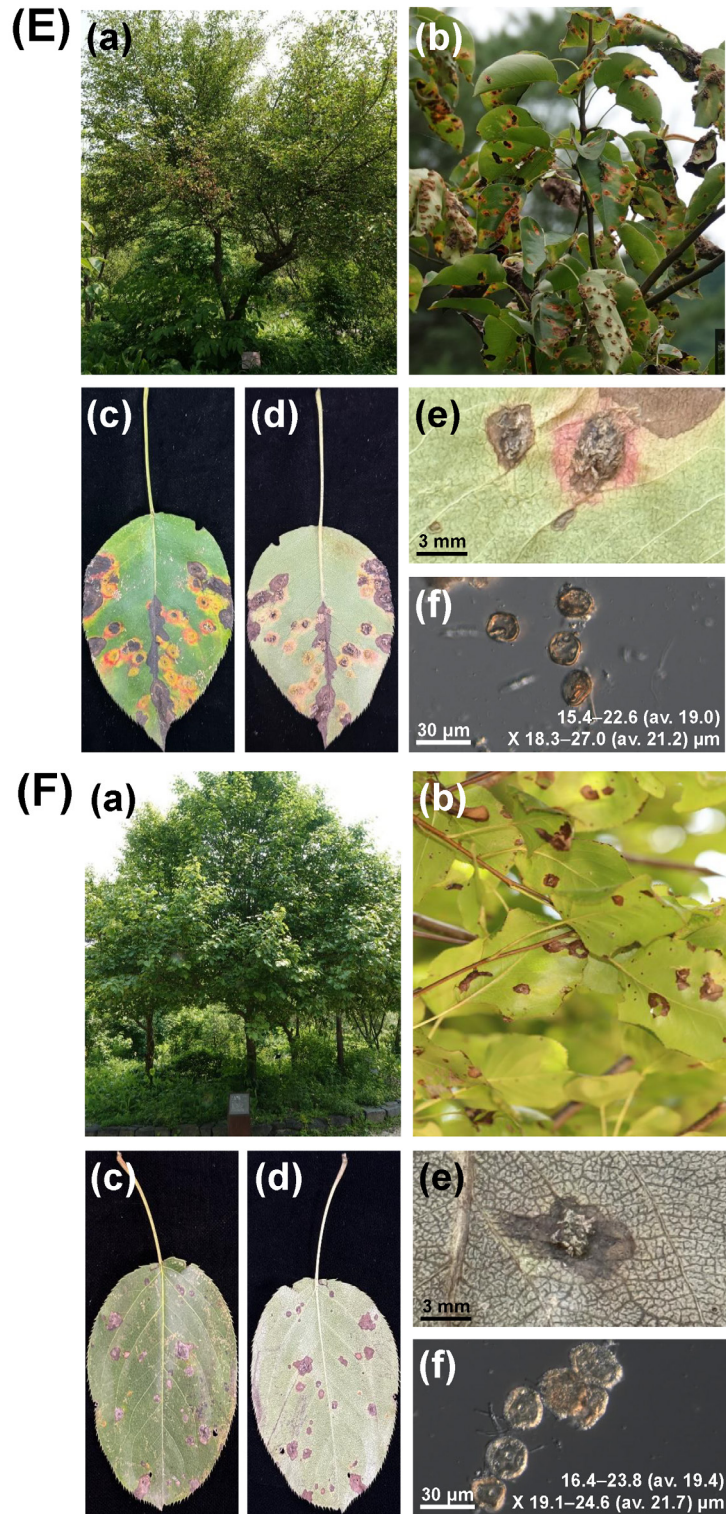 (E)
(a)
(b)
(c)
(d)
(e)
3 mm
(f)
15.4–22.6 (av. 19.0)
30 µm
X 18.3–27.0 (av. 21.2) µm
(F)
(a)
(b)
(c)
(d)
(e)
3 mm
(f)
16.4–23.8 (av. 19.4)
30 µm
X 19.1–24.6 (av. 21.7) µm